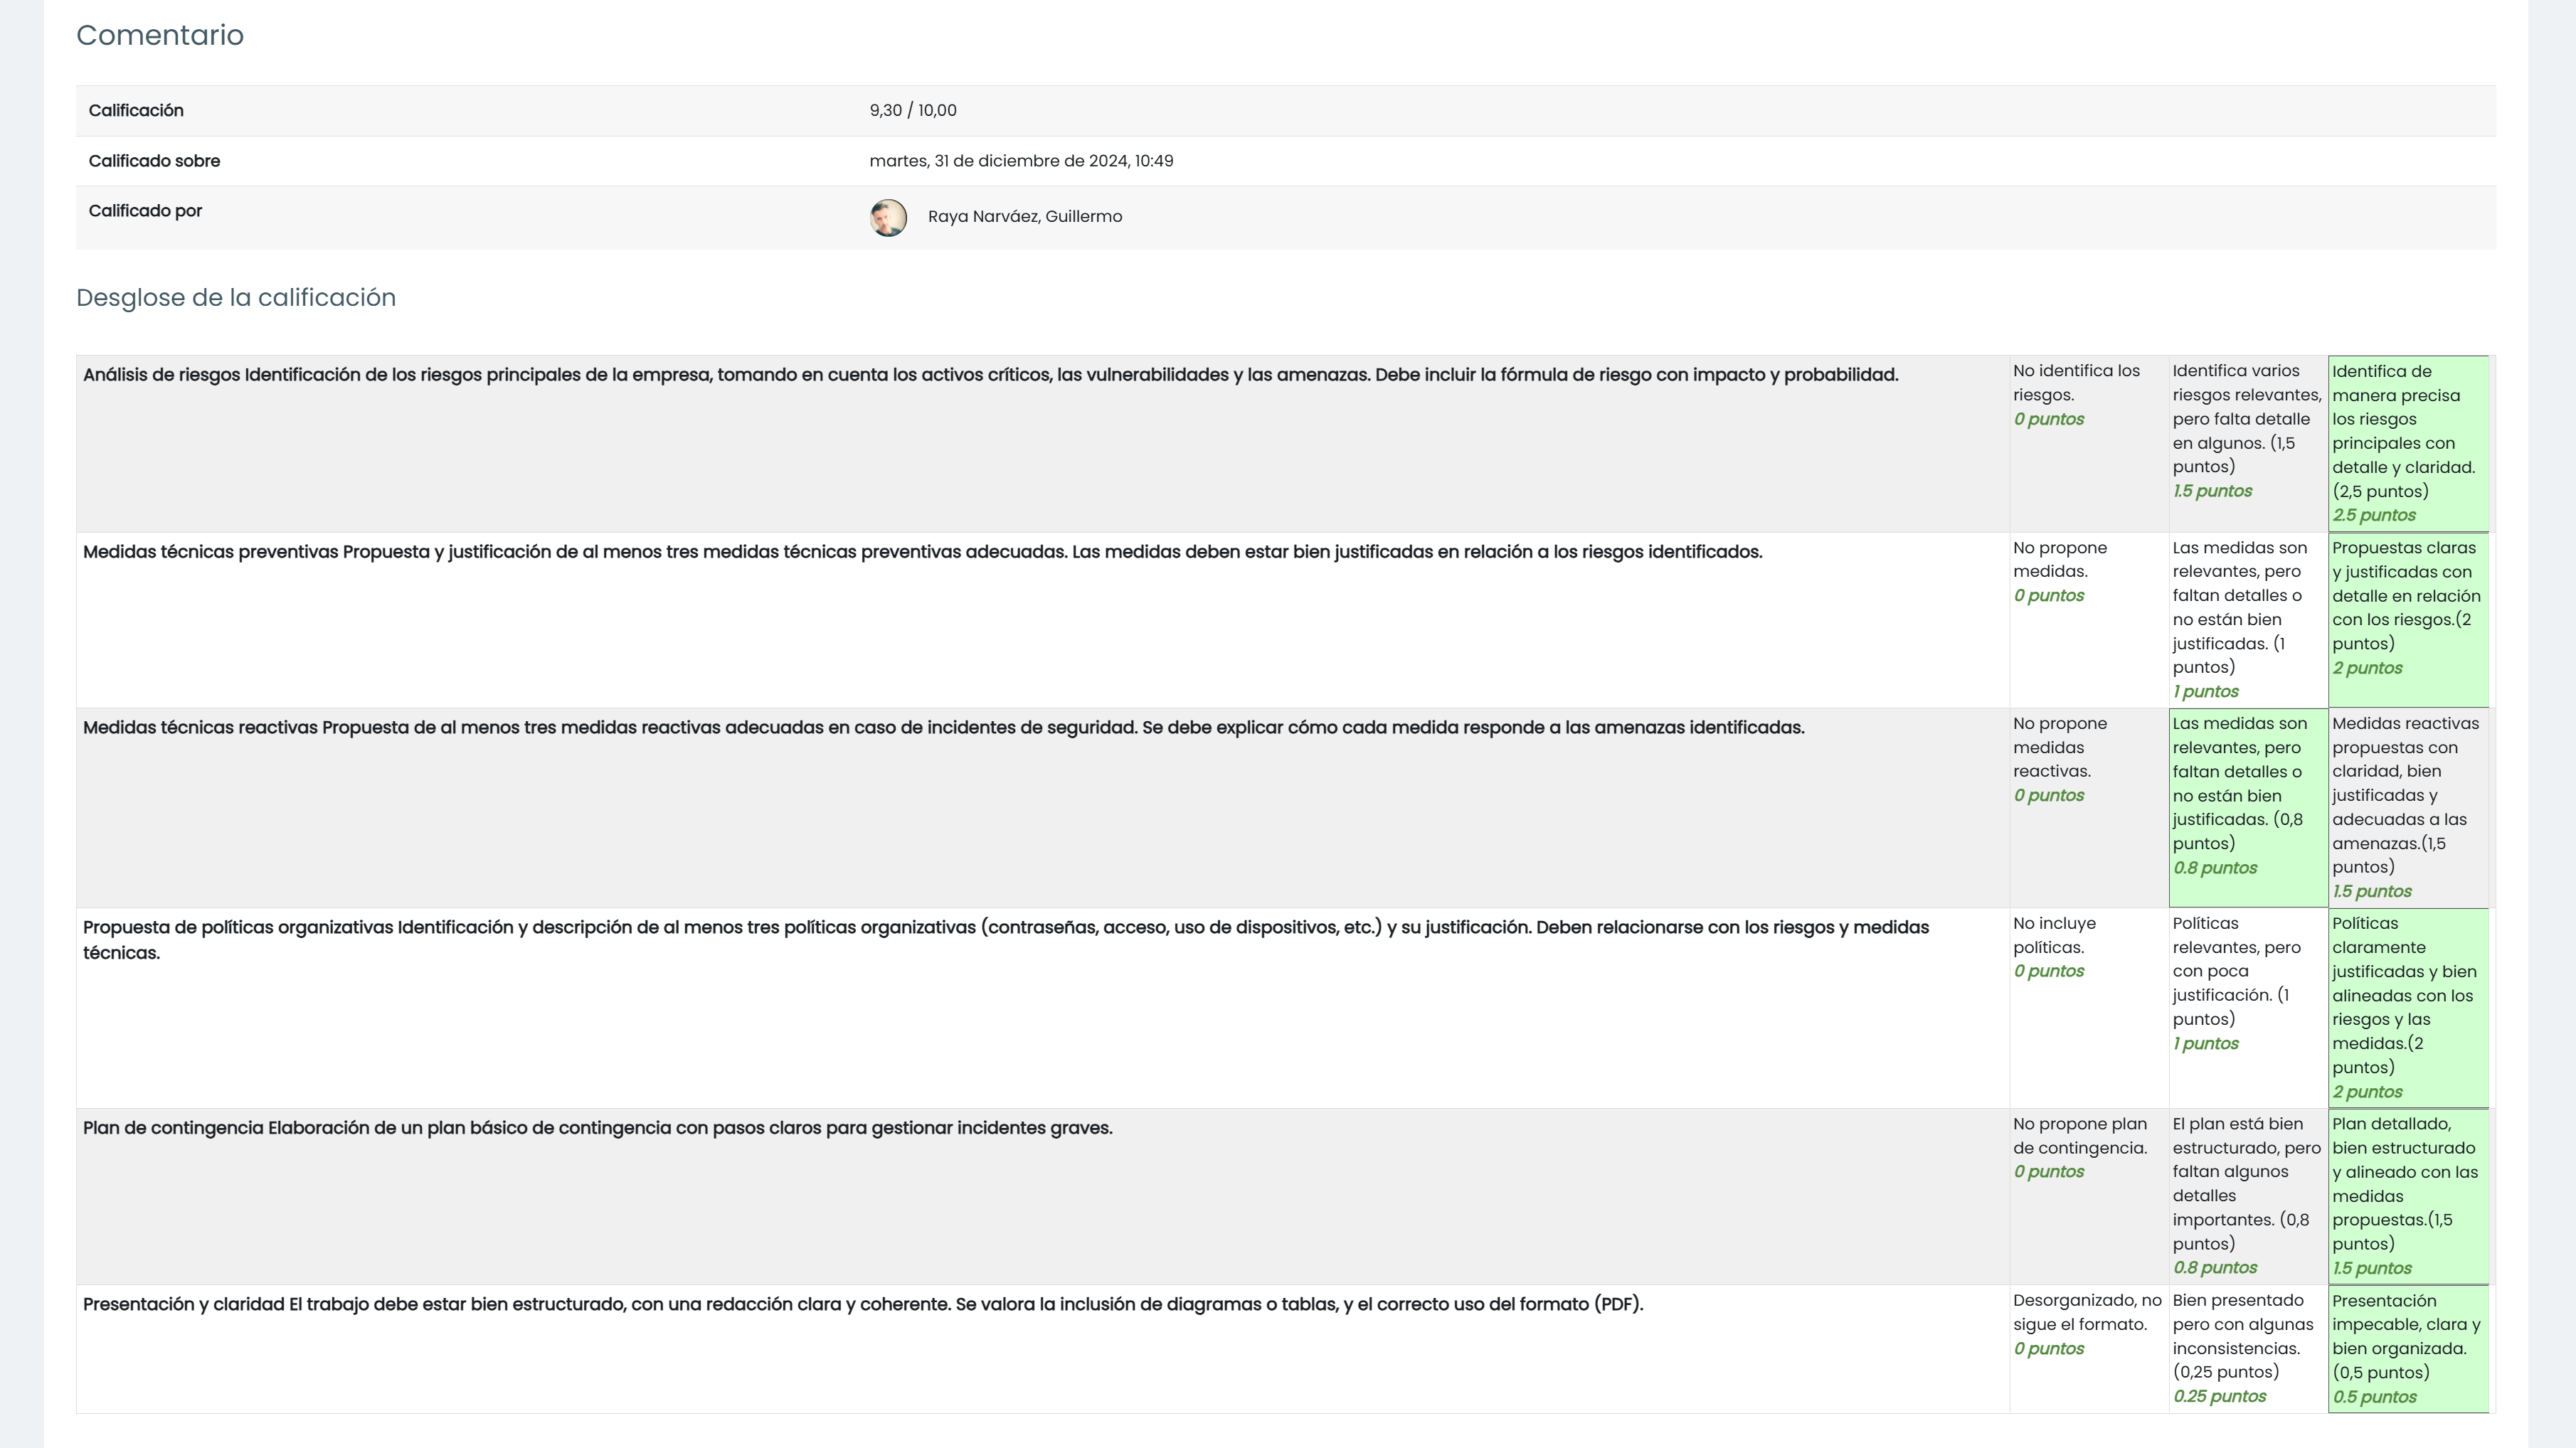 Comentario
Calificación
9,30 / 10,00
Calificado sobre
martes, 31 de diciembre de 2024, 10:49
Calificado por
Raya Narváez, Guillermo
Desglose de la calificación
Análisis de riesgos Identificación de los riesgos principales de la empresa, tomando en cuenta los activos críticos, las vulnerabilidades y las amenazas. Debe incluir la fórmula de riesgo con impacto y probabilidad.
No identifica los
riesgos.
0 puntos
Identifica varios
riesgos relevantes,
pero falta detalle
en algunos. (1,5
puntos)
1.5 puntos
Identifica de
manera precisa
los riesgos
principales con
detalle y claridad.
(2,5 puntos)
2.5 puntos
Medidas técnicas preventivas Propuesta y justificación de al menos tres medidas técnicas preventivas adecuadas. Las medidas deben estar bien justificadas en relación a los riesgos identificados.
No propone
medidas.
0 puntos
Las medidas son
relevantes, pero
faltan detalles o
no están bien
justificadas. (1
puntos)
1 puntos
Propuestas claras
y justificadas con
detalle en relación
con los riesgos.(2
puntos)
2 puntos
Medidas técnicas reactivas Propuesta de al menos tres medidas reactivas adecuadas en caso de incidentes de seguridad. Se debe explicar cómo cada medida responde a las amenazas identificadas.
No propone
medidas
reactivas.
0 puntos
Las medidas son
relevantes, pero
faltan detalles o
no están bien
justificadas. (0,8
puntos)
0.8 puntos
Medidas reactivas
propuestas con
claridad, bien
justificadas y
adecuadas a las
amenazas.(1,5
puntos)
1.5 puntos
Propuesta de políticas organizativas Identificación y descripción de al menos tres políticas organizativas (contraseñas, acceso, uso de dispositivos, etc.) y su justificación. Deben relacionarse con los riesgos y medidas
técnicas.
No incluye
políticas.
0 puntos
Políticas
relevantes, pero
con poca
justificación. (1
puntos)
1 puntos
Políticas
claramente
justificadas y bien
alineadas con los
riesgos y las
medidas.(2
puntos)
2 puntos
Plan de contingencia Elaboración de un plan básico de contingencia con pasos claros para gestionar incidentes graves.
No propone plan
de contingencia.
0 puntos
El plan está bien
estructurado, pero
faltan algunos
detalles
importantes. (0,8
puntos)
0.8 puntos
Plan detallado,
bien estructurado
y alineado con las
medidas
propuestas.(1,5
puntos)
1.5 puntos
Presentación y claridad El trabajo debe estar bien estructurado, con una redacción clara y coherente. Se valora la inclusión de diagramas o tablas, y el correcto uso del formato (PDF).
Desorganizado, no
sigue el formato.
0 puntos
Bien presentado
pero con algunas
inconsistencias.
(0,25 puntos)
0.25 puntos
Presentación
impecable, clara y
bien organizada.
(0,5 puntos)
0.5 puntos